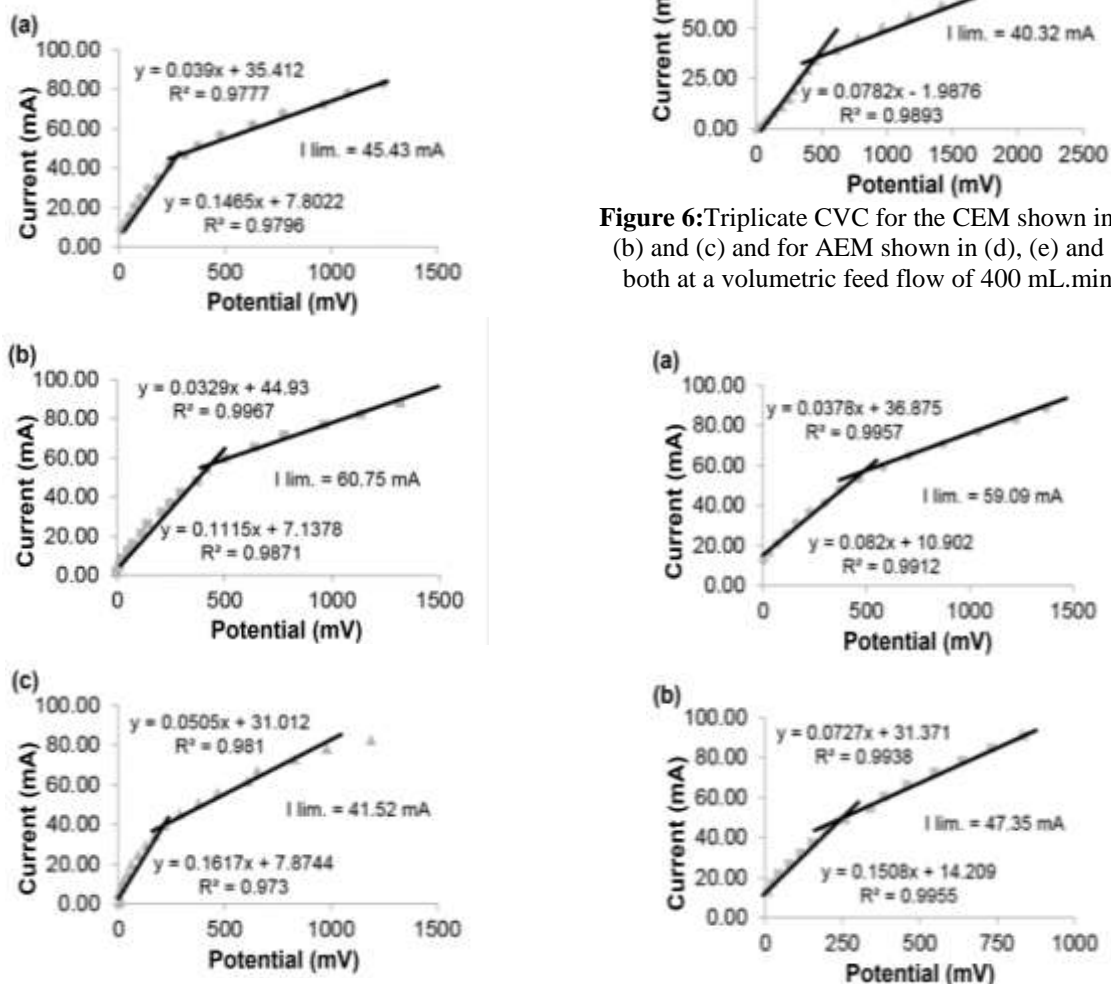 (a)
100.00
80.00
60.00
40.00
20.00
0.00
Current (mA)
y = 0.039x + 35.412
R² = 0.9777
I lim. = 45.43 mA
y = 0.1465x + 7.8022
R² = 0.9796
0 500 1000 1500
Potential (mV)
(b)
100.00
80.00
60.00
40.00
20.00
0.00
Current (mA)
y = 0.0329x + 44.93
R² = 0.9967
I lim. = 60.75 mA
y = 0.1115x + 7.1378
R² = 0.9871
0 500 1000 1500
Potential (mV)
(c)
100.00
80.00
60.00
40.00
20.00
0.00
Current (mA)
y = 0.0505x + 31.012
R² = 0.981
I lim. = 41.52 mA
y = 0.1617x + 7.8744
R² = 0.973
0 500 1000 1500
Potential (mV)
50.00
25.00
0.00
Current (m
I lim. = 40.32 mA
y = 0.0782x - 1.9876
R² = 0.9893
0 500 1000 1500 2000 2500
Potential (mV)
Figure 6:Triplicate CVC for the CEM shown in
(b) and (c) and for AEM shown in (d), (e) and
both at a volumetric feed flow of 400 mL.min
(a)
100.00
80.00
60.00
40.00
20.00
0.00
Current (mA)
y = 0.0378x + 36.875
R² = 0.9957
I lim. = 59.09 mA
y = 0.082x + 10.902
R² = 0.9912
0 500 1000 1500
Potential (mV)
(b)
100.00
80.00
60.00
40.00
20.00
0.00
Current (mA)
y = 0.0727x + 31.371
R² = 0.9938
I lim. = 47.35 mA
y = 0.1508x + 14.209
R² = 0.9955
0 250 500 750 1000
Potential (mV)